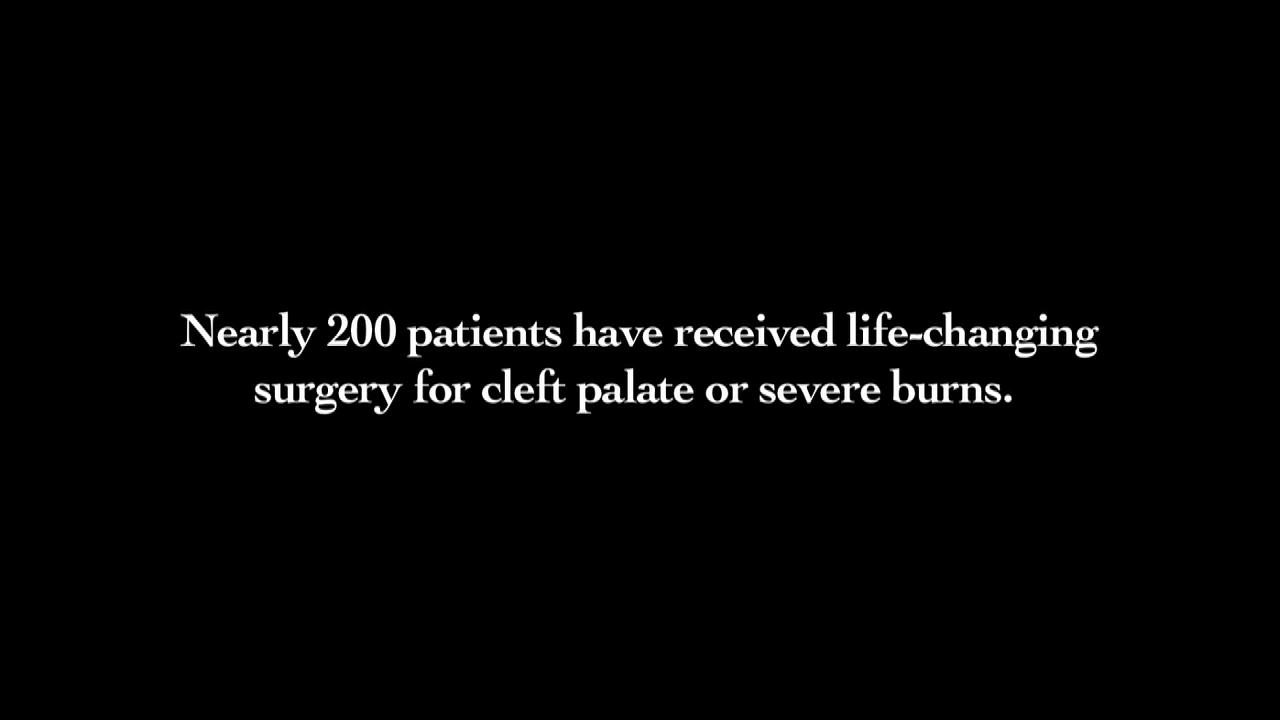 Nearly 200 patients have received life-changing
surgery for cleft palate or severe burns.